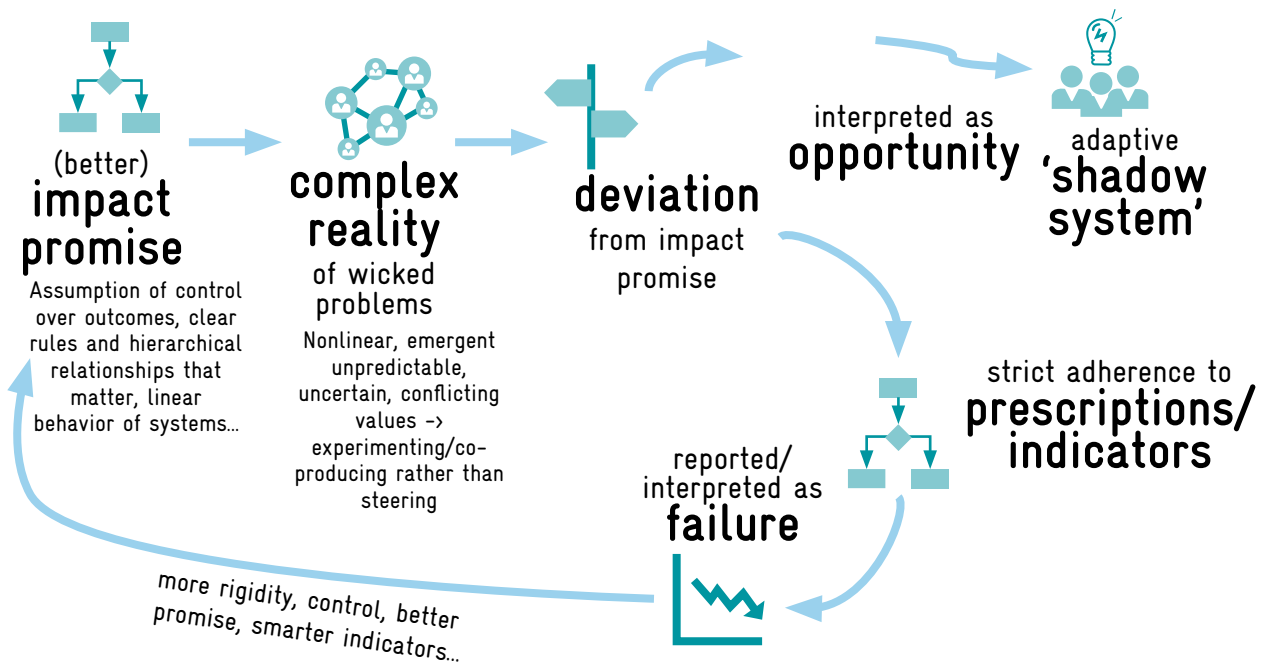 (better)
impact
promise
Assumption of control
over outcomes, clear
rules and hierarchical
relationships that
matter, linear
behavior of systems...
complex
reality
of wicked
problems
Nonlinear, emergent
unpredictable,
uncertain, conflicting
values ->
experimenting/co-
producing rather than
steering
deviation
from impact
promise
interpreted as
opportunity
adaptive
'shadow
system'
strict adherence to
prescriptions/
indicators
reported/
interpreted as
failure
more rigidity, control, better
promise, smarter indicators...